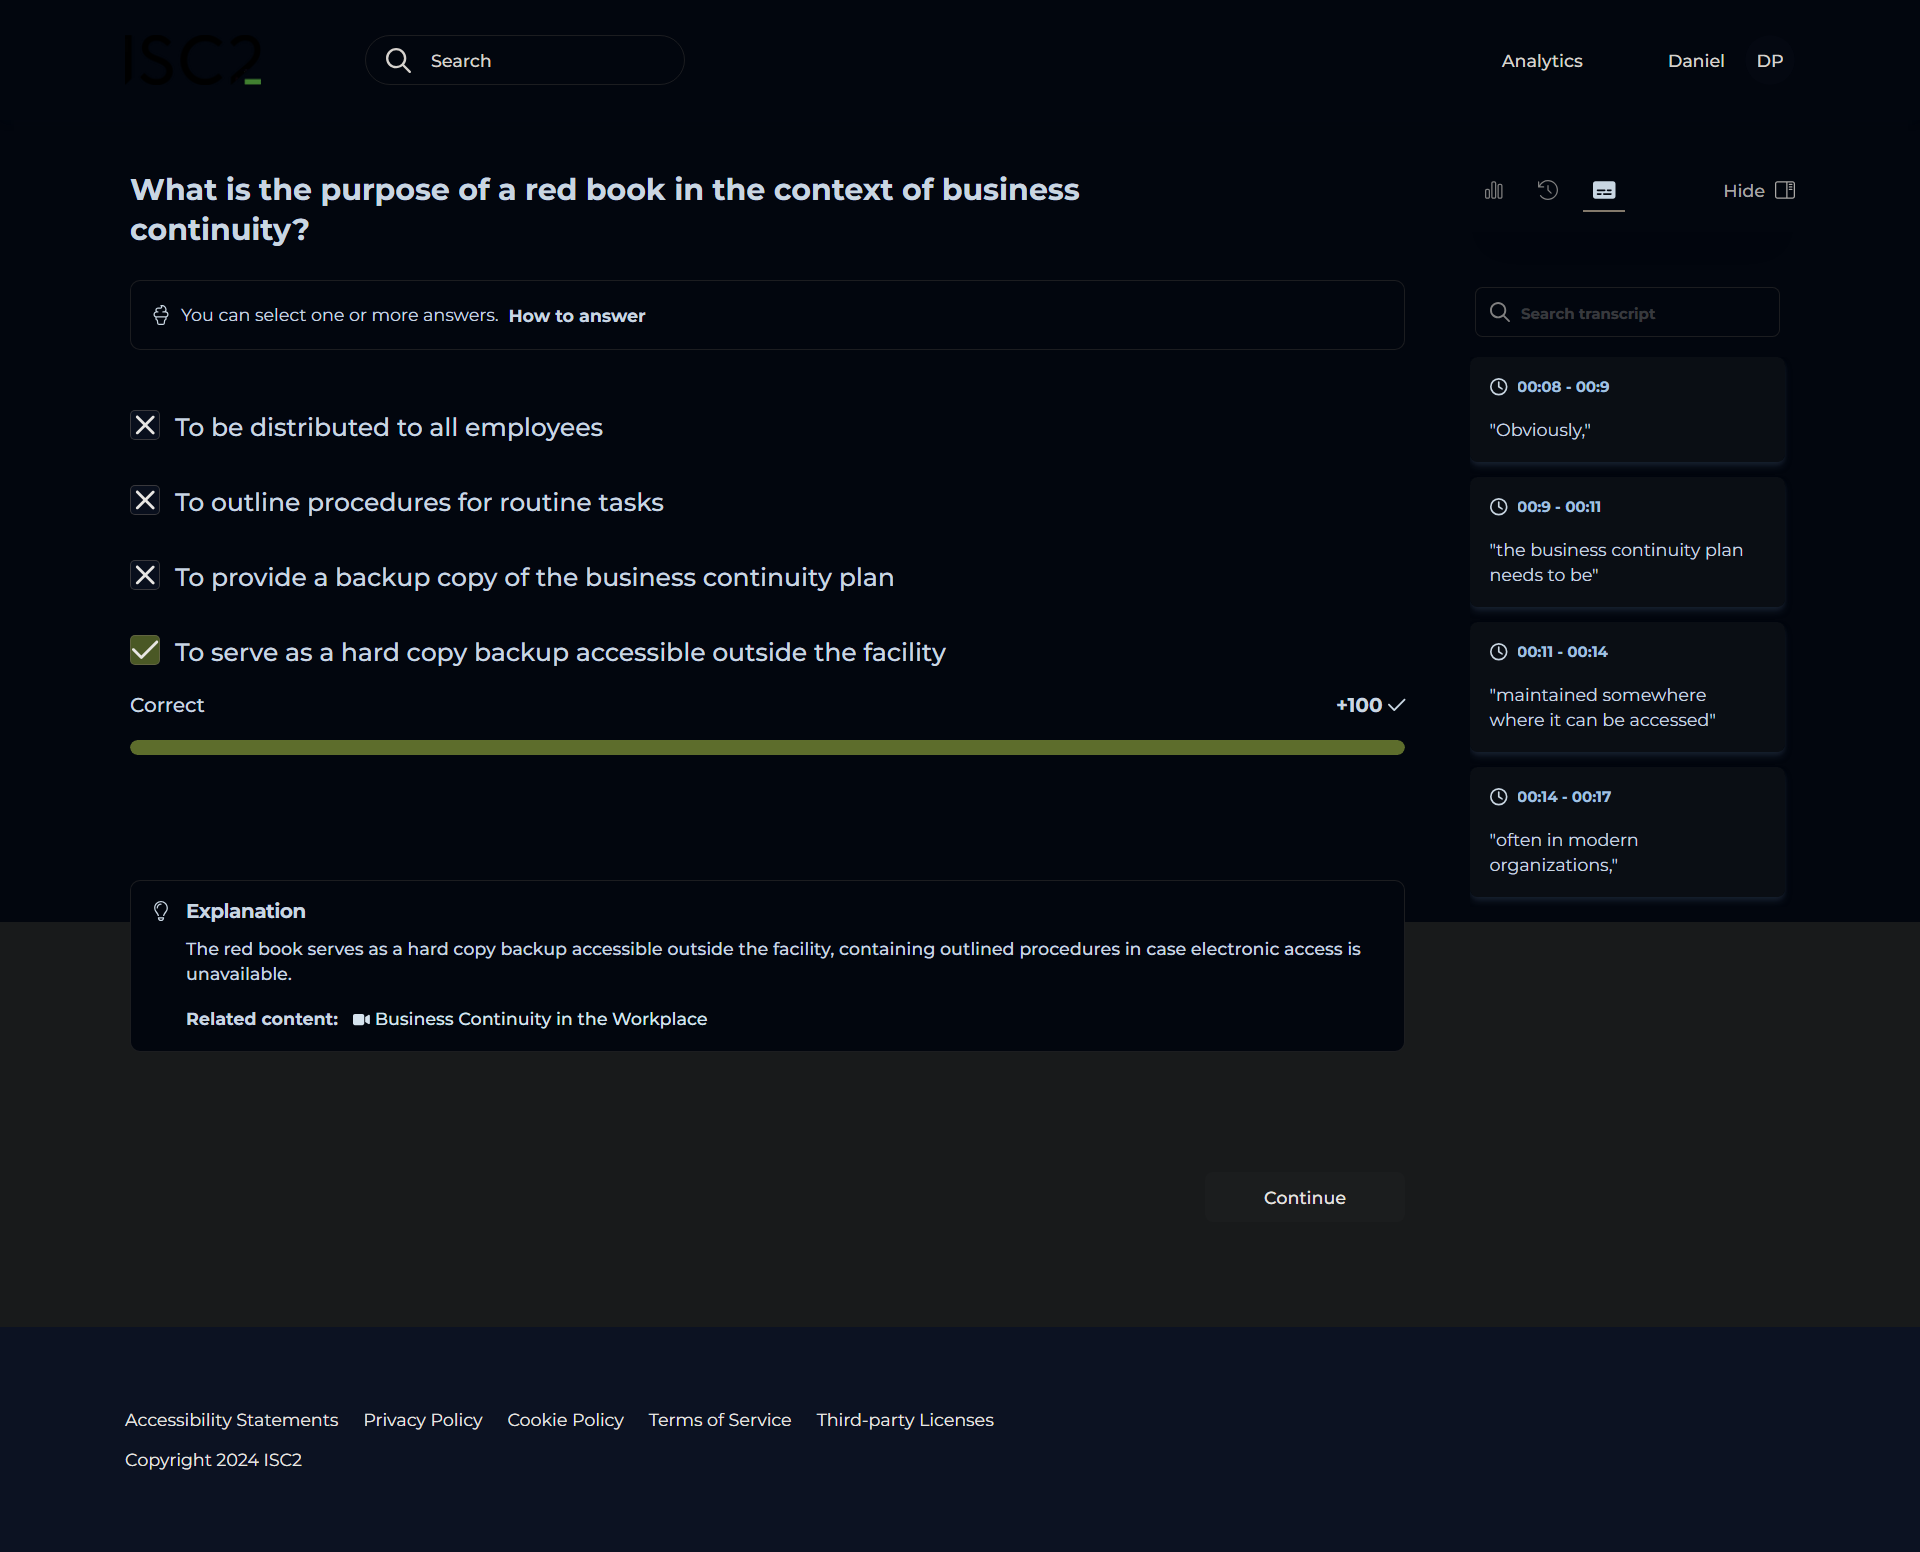 ISC2
Search
Analytics
Daniel
DP
What is the purpose of a red book in the context of business
continuity?
Hide
You can select one or more answers. How to answer
Search transcript
To be distributed to all employees
To outline procedures for routine tasks
To provide a backup copy of the business continuity plan
To serve as a hard copy backup accessible outside the facility
Correct
+100
00:08 - 00:9
"Obviously,"
00:9 - 00:11
"the business continuity plan
needs to be"
00:11 - 00:14
"maintained somewhere
where it can be accessed"
00:14 - 00:17
"often in modern
organizations,"
Explanation
The red book serves as a hard copy backup accessible outside the facility, containing outlined procedures in case electronic access is
unavailable.
Related content: Business Continuity in the Workplace
Continue
Accessibility Statements Privacy Policy Cookie Policy Terms of Service Third-party Licenses
Copyright 2024 ISC2